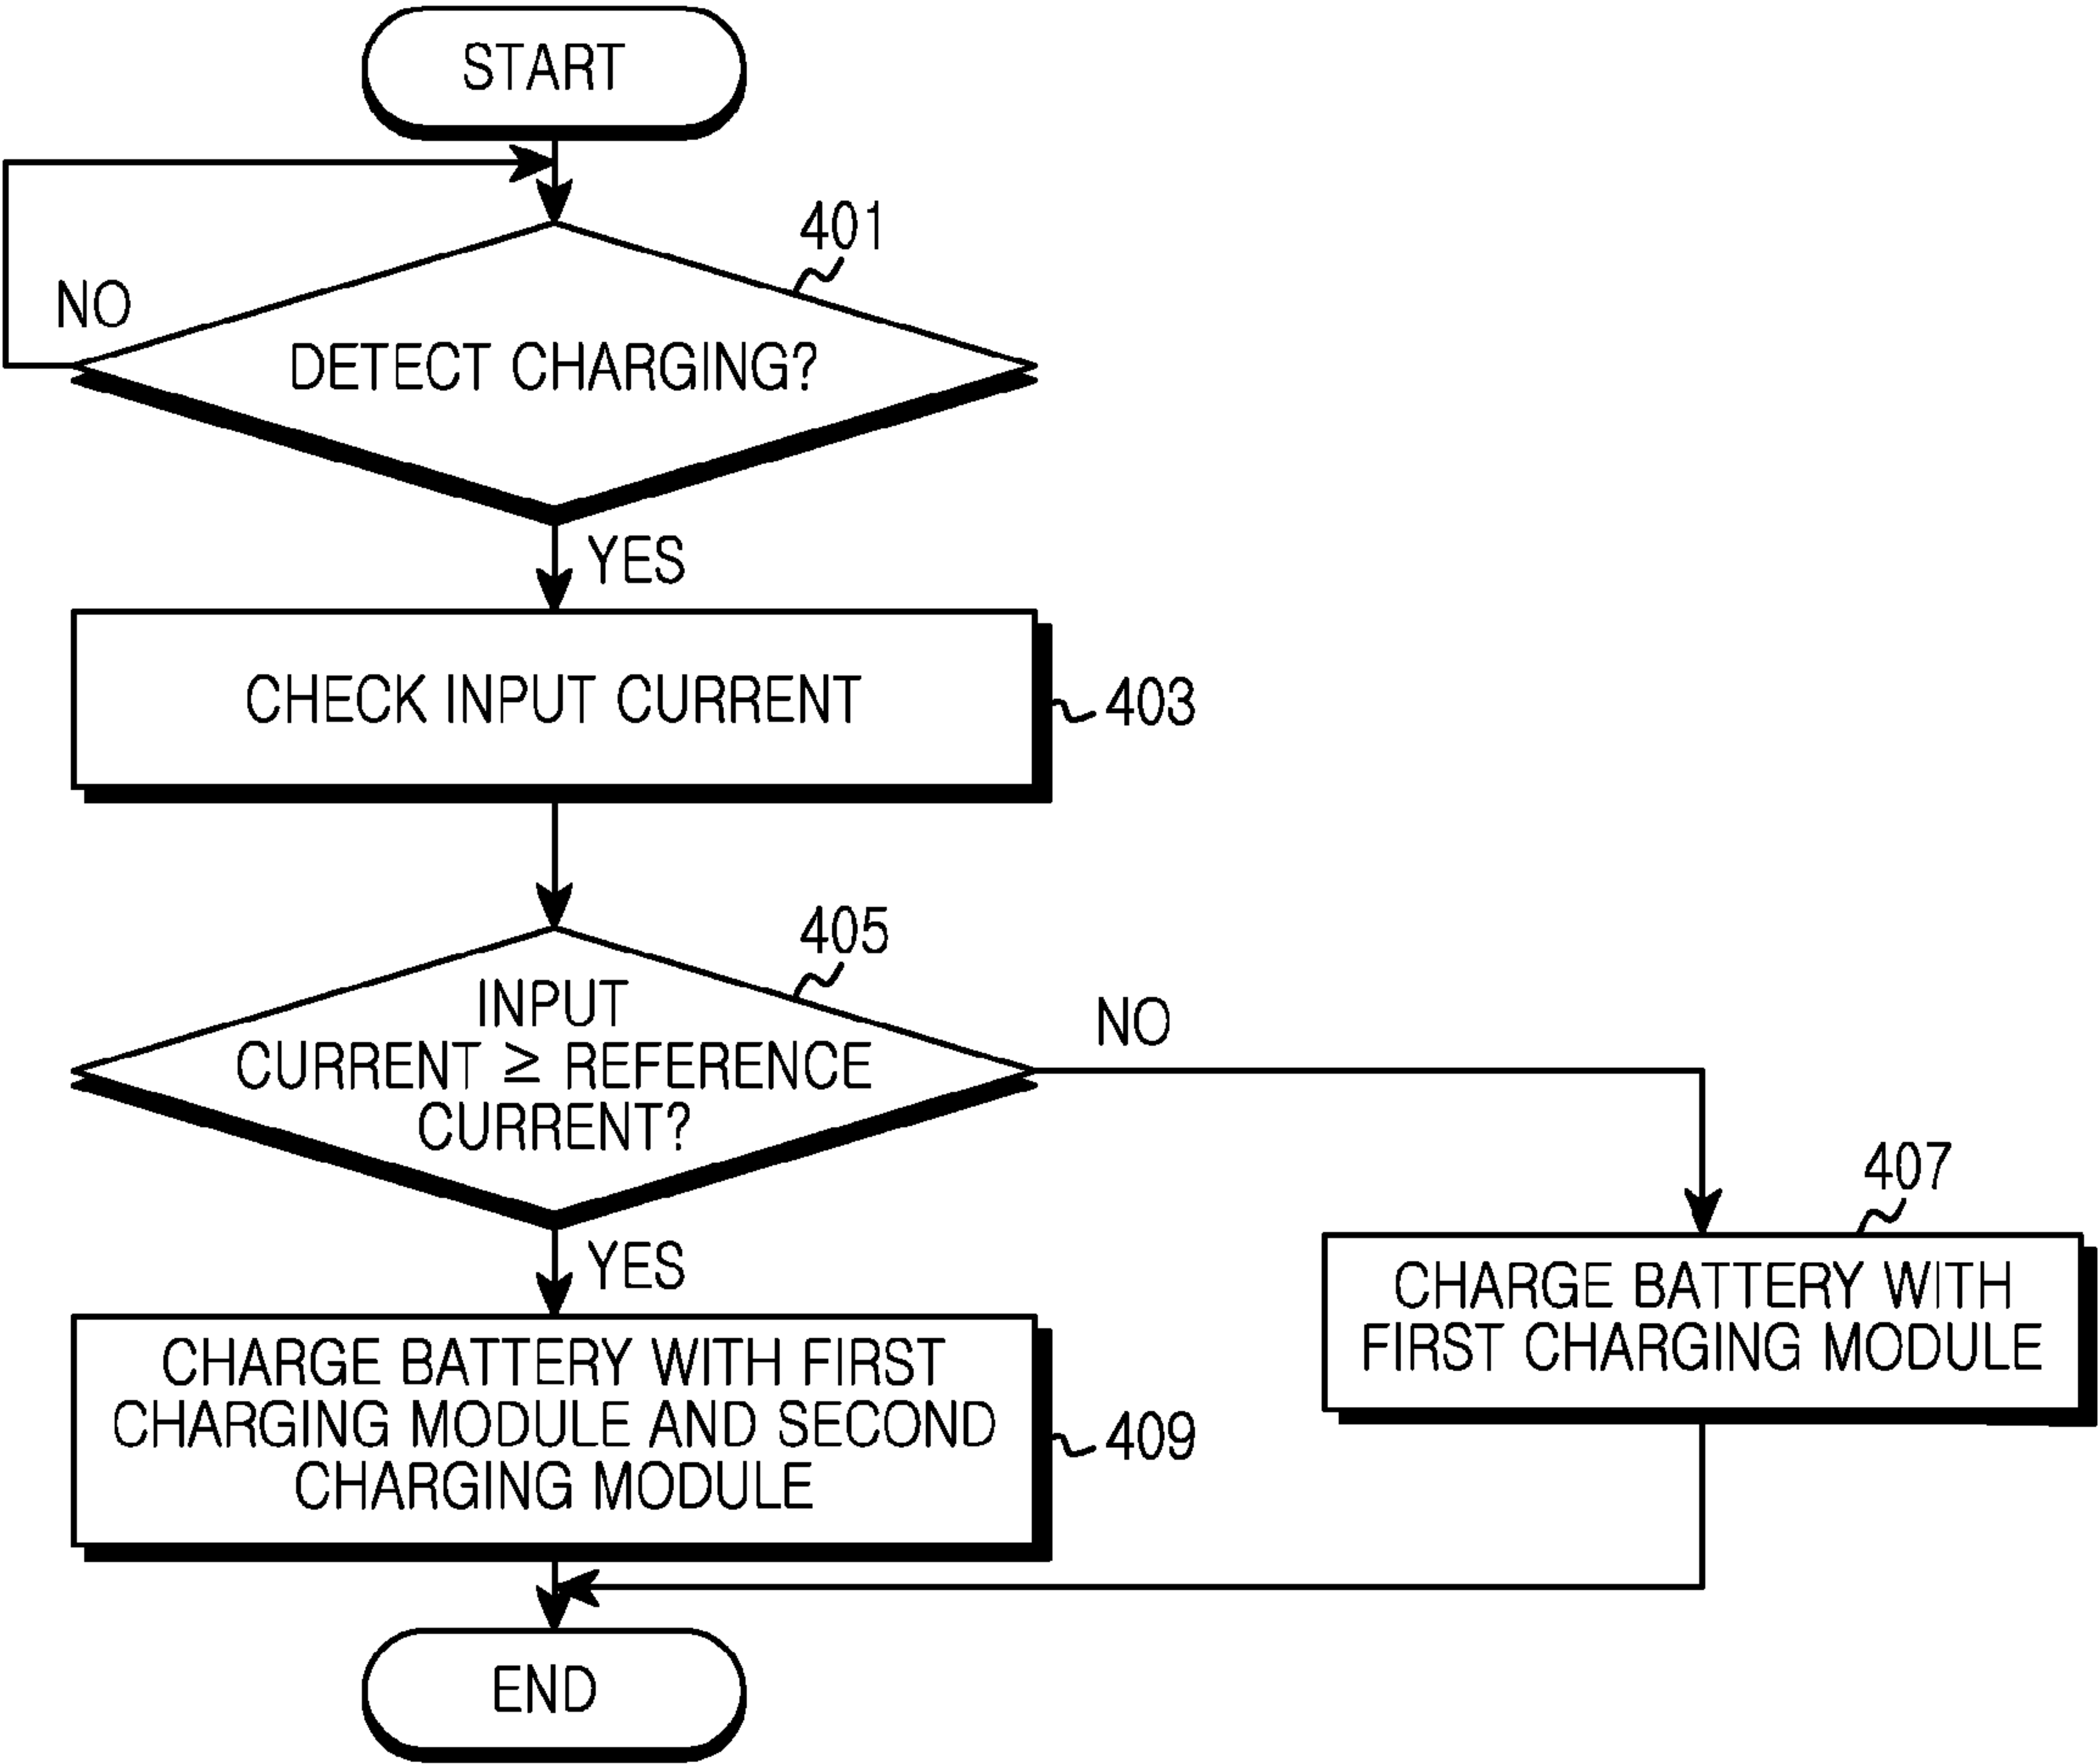 START
401
NO
DETECT CHARGING?
YES
CHECK INPUT CURRENT
403
405
INPUT
CURRENT ≥ REFERENCE
CURRENT?
NO
YES
407
CHARGE BATTERY WITH
FIRST CHARGING MODULE
CHARGE BATTERY WITH FIRST
CHARGING MODULE AND SECOND
CHARGING MODULE
409
END